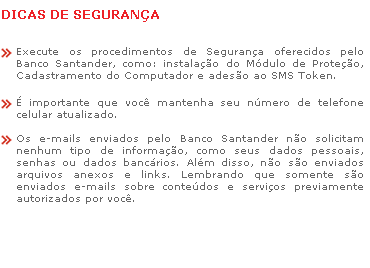 DICAS DE SEGURANÇA
Execute os procedimentos de Segurança oferecidos pelo
Banco Santander, como: instalação do Módulo de Proteção,
Cadastramento do Computador e adesão ao SMS Token.
É importante que você mantenha seu número de telefone
celular atualizado.
Os e-mails enviados pelo Banco Santander não solicitam
nenhum tipo de informação, como seus dados pessoais,
senhas ou dados bancários. Além disso, não são enviados
arquivos anexos e links. Lembrando que somente são
enviados e-mails sobre conteúdos e serviços previamente
autorizados por você.